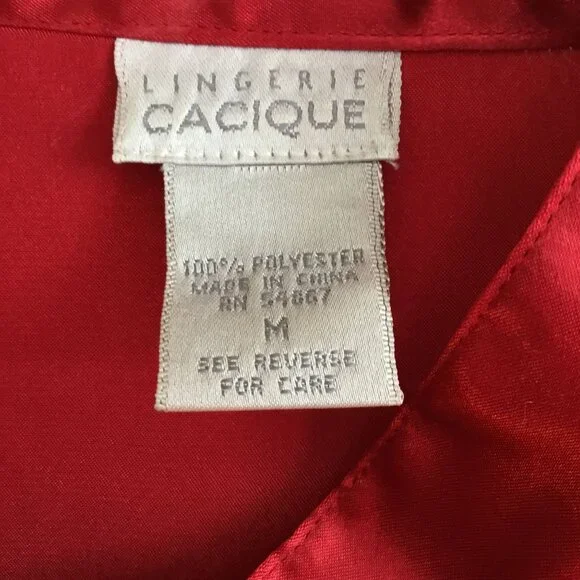 LINGERIE
CACIQUE
100% POLYESTER
MADE IN CHINA
RN 54867
M
SEE REVERSE
FOR CARE